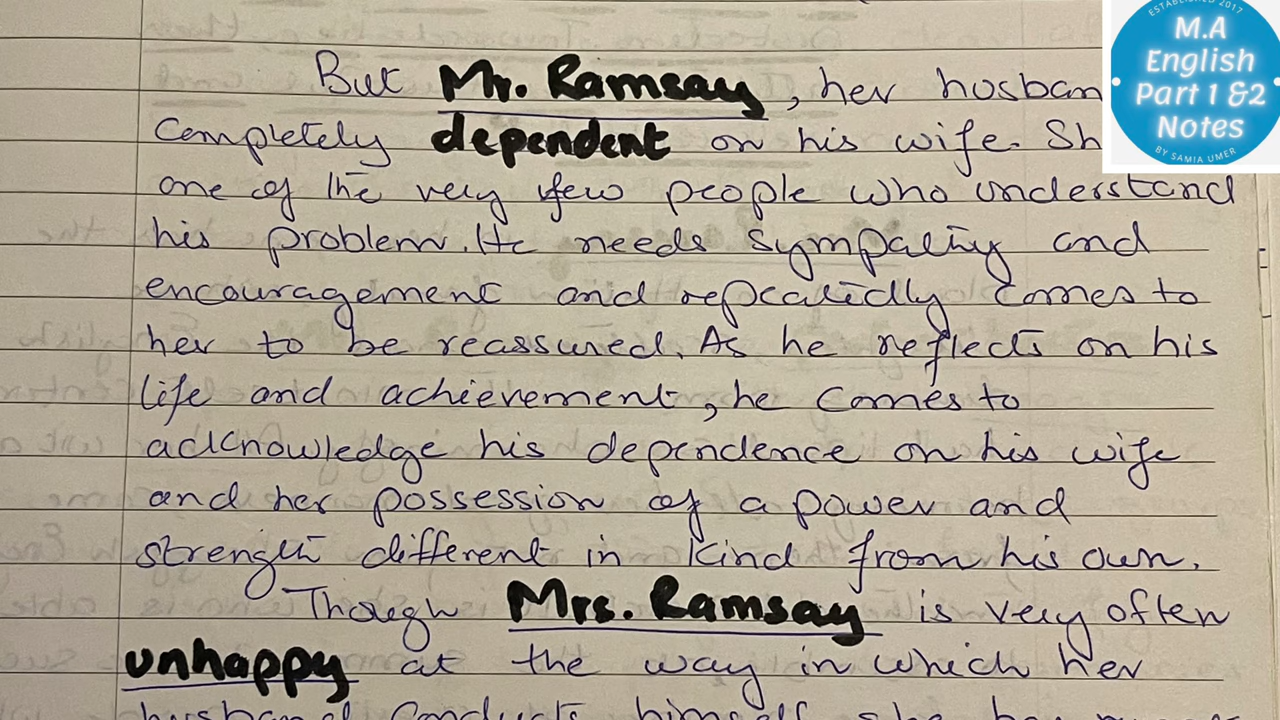 But Mr. Ramsay, her husban
completely dependent on his wife. Sh
one of the very few people who understand
his problem. He needs sympathy and
encouragement and repeatedly comes to
her to be reassured. As he reflects on his
life and achievement, he comes to
acknowledge his dependence on his wife
and her possession of a power and
strength different in kind from his own.
Though Mrs. Ramsay is very often
unhappy at the way in which her
husband conducts himself she
ESTABLISHED 2017
M.A
English
Part 1 &2
Notes
BY SAMIA UMER